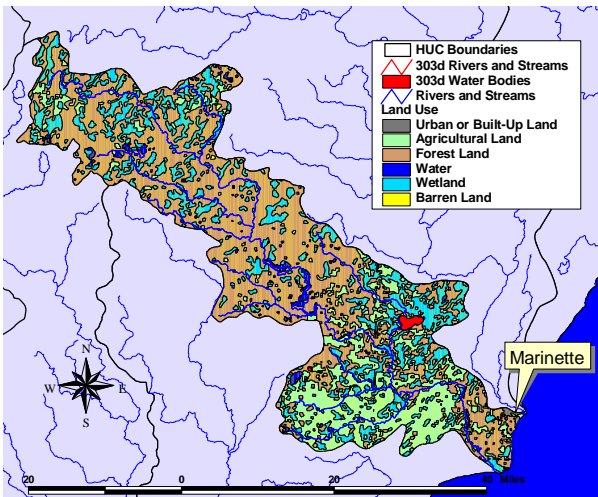 HUC Boundaries
303d Rivers and Streams
303d Water Bodies
Rivers and Streams
Land Use
Urban or Built-Up Land
Agricultural Land
Forest Land
Water
Wetland
Barren Land
Marinette
N
W E
S
20 0 20 40 Miles